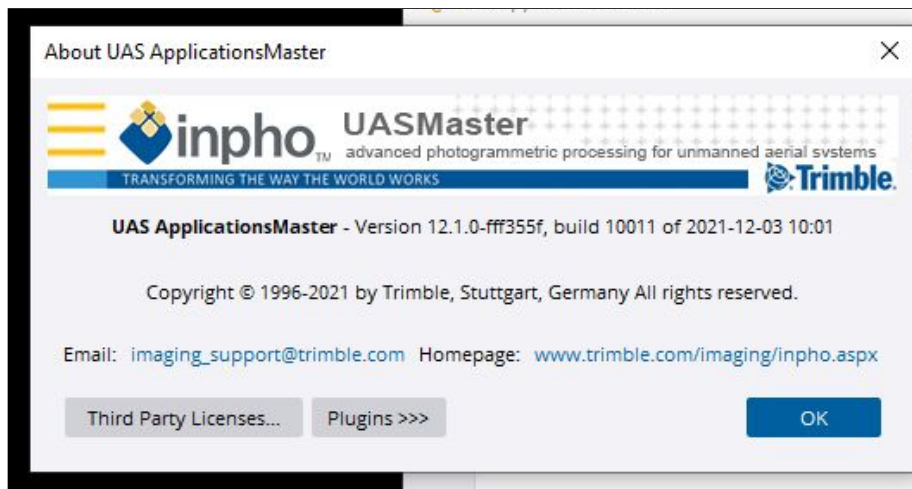 About UAS ApplicationsMaster
inpho TM UASMaster
advanced photogrammetric processing for unmanned aerial systems
TRANSFORMING THE WAY THE WORLD WORKS
Trimble.
UAS ApplicationsMaster - Version 12.1.0-fff355f, build 10011 of 2021-12-03 10:01
Copyright © 1996-2021 by Trimble, Stuttgart, Germany All rights reserved.
Email: imaging_support@trimble.com Homepage: www.trimble.com/imaging/inpho.aspx
Third Party Licenses... Plugins >>> OK